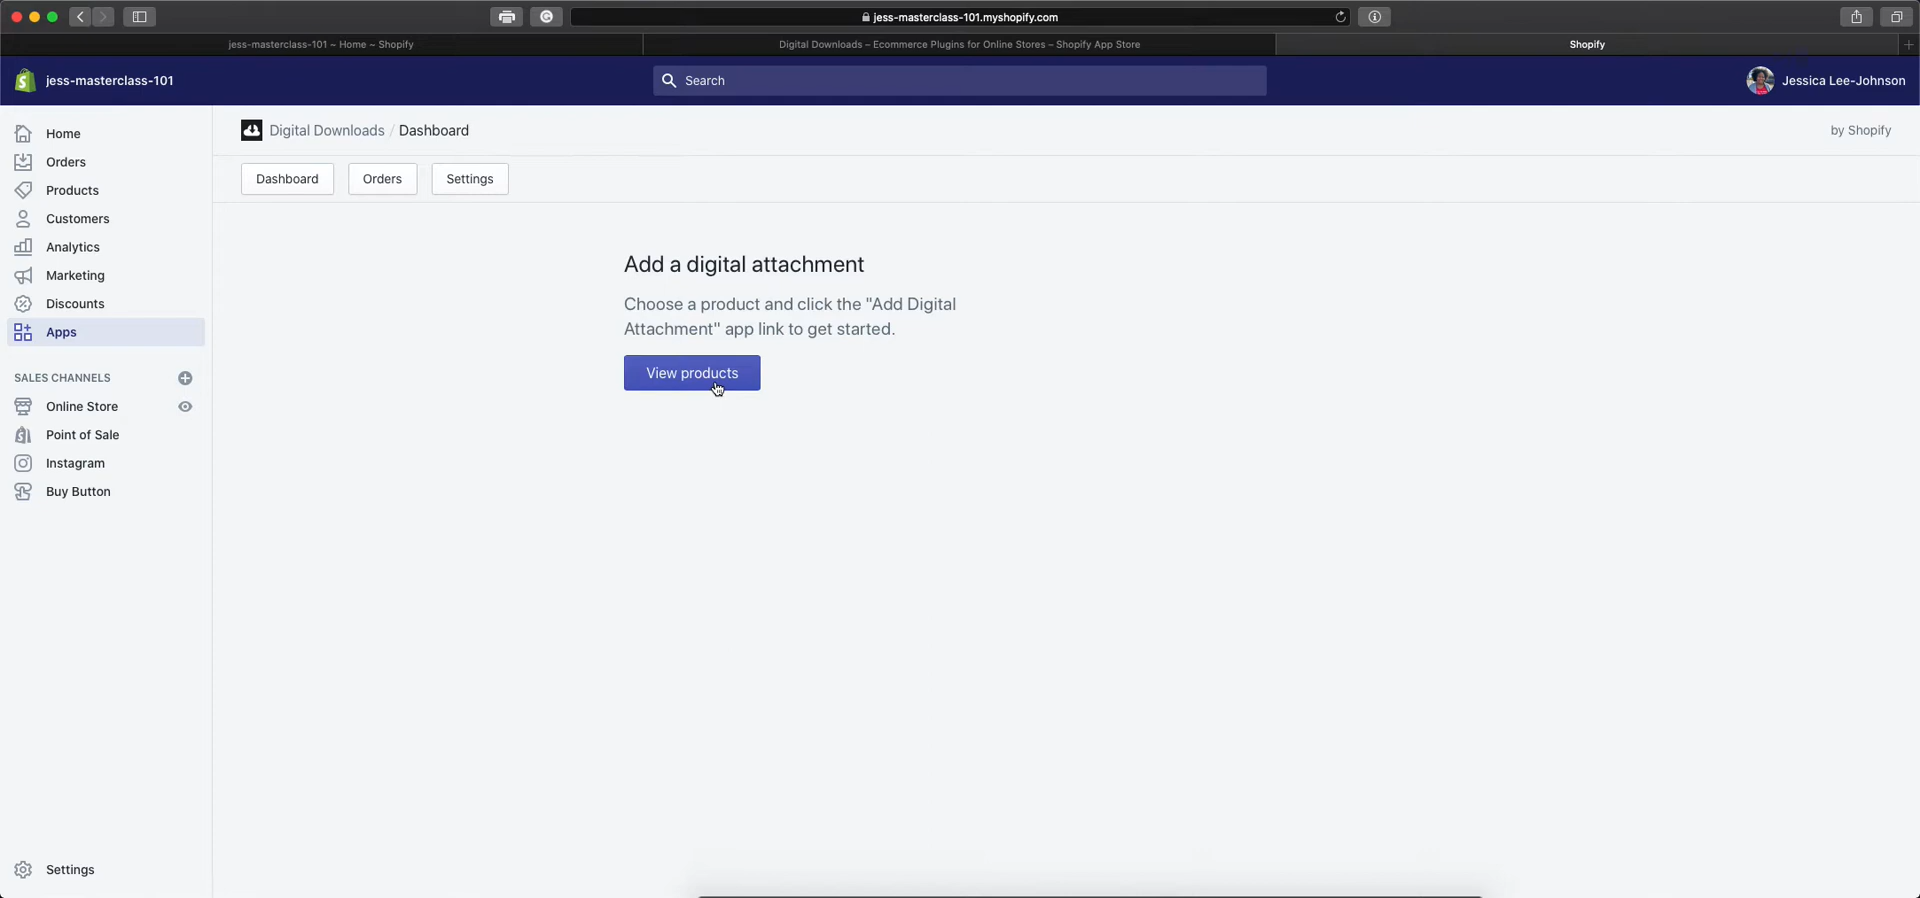 jess-masterclass-101.myshopify.com
jess-masterclass-101 ~ Home ~ Shopify
Digital Downloads – Ecommerce Plugins for Online Stores – Shopify App Store
Shopify
jess-masterclass-101
Search
Jessica Lee-Johnson
Home
Orders
Products
Customers
Analytics
Marketing
Discounts
Apps
SALES CHANNELS
Online Store
Point of Sale
Instagram
Buy Button
Settings
Digital Downloads / Dashboard
by Shopify
Dashboard
Orders
Settings
Add a digital attachment
Choose a product and click the "Add Digital
Attachment" app link to get started.
View products